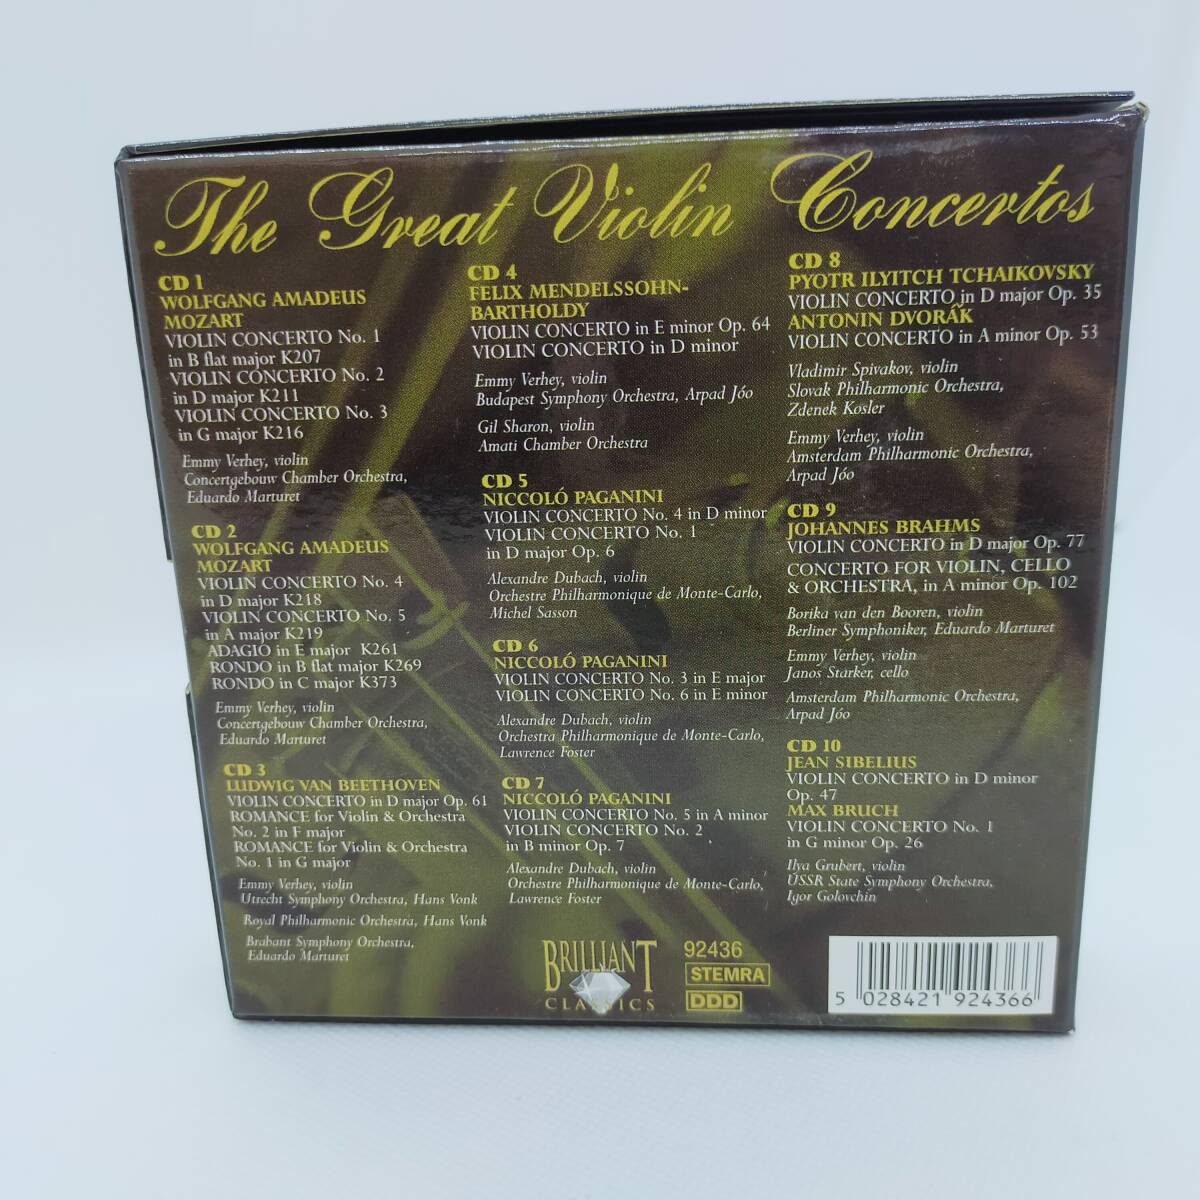 The Great Violin Concertos
CD 1
WOLFGANG AMADEUS
MOZART
VIOLIN CONCERTO No. 1
in B flat major K207
VIOLIN CONCERTO No. 2
in D major K211
VIOLIN CONCERTO No. 3
in G major K216
Emmy Verhey, violin
Concertgebouw Chamber Orchestra,
Eduardo Marturet
CD 2
WOLFGANG AMADEUS
MOZART
VIOLIN CONCERTO No. 4
in D major K218
VIOLIN CONCERTO No. 5
in A major K219
ADAGIO in E major K261
RONDO in B flat major K269
RONDO in C major K373
Emmy Verhey, violin
Concertgebouw Chamber Orchestra,
Eduardo Marturet
CD 3
LUDWIG VAN BEETHOVEN
VIOLIN CONCERTO in D major Op. 61
ROMANCE for Violin & Orchestra
No. 2 in F major
ROMANCE for Violin & Orchestra
No. 1 in G major
Emmy Verhey, violin
Utrecht Symphony Orchestra, Hans Vonk
Royal Philharmonic Orchestra, Hans Vonk
Brabant Symphony Orchestra,
Eduardo Marturet
CD 4
FELIX MENDELSSOHN-
BARTHOLDY
VIOLIN CONCERTO in E minor Op. 64
VIOLIN CONCERTO in D minor
Emmy Verhey, violin
Budapest Symphony Orchestra, Arpad Jóo
Gil Sharon, violin
Amati Chamber Orchestra
CD 5
NICCOLÓ PAGANINI
VIOLIN CONCERTO No. 4 in D minor
VIOLIN CONCERTO No. 1
in D major Op. 6
Alexandre Dubach, violin
Orchestre Philharmonique de Monte-Carlo,
Michel Sasson
CD 6
NICCOLÓ PAGANINI
VIOLIN CONCERTO No. 3 in E major
VIOLIN CONCERTO No. 6 in E minor
Alexandre Dubach, violin
Orchestra Philharmonique de Monte-Carlo,
Lawrence Foster
CD 7
NICCOLÓ PAGANINI
VIOLIN CONCERTO No. 5 in A minor
VIOLIN CONCERTO No. 2
in B minor Op. 7
Alexandre Dubach, violin
Orchestre Philharmonique de Monte-Carlo,
Lawrence Foster
CD 8
PYOTR ILYITCH TCHAIKOVSKY
VIOLIN CONCERTO in D major Op. 35
ANTONIN DVORÁK
VIOLIN CONCERTO in A minor Op. 53
Vladimir Spivakov, violin
Slovak Philharmonic Orchestra,
Zdenek Kosler
Emmy Verhey, violin
Amsterdam Philharmonic Orchestra,
Arpad Jóo
CD 9
JOHANNES BRAHMS
VIOLIN CONCERTO in D major Op. 77
CONCERTO FOR VIOLIN, CELLO
& ORCHESTRA, in A minor Op. 102
Borika van den Booren, violin
Berliner Symphoniker, Eduardo Marturet
Emmy Verhey, violin
Janos Starker, cello
Amsterdam Philharmonic Orchestra,
Arpad Jóo
CD 10
JEAN SIBELIUS
VIOLIN CONCERTO in D minor
Op. 47
MAX BRUCH
VIOLIN CONCERTO No. 1
in G minor Op. 26
Ilya Grubert, violin
USSR State Symphony Orchestra,
Igor Golovchin
BRILLIANT
CLASSICS
92436
STEMRA
DDD
5 028421 924366